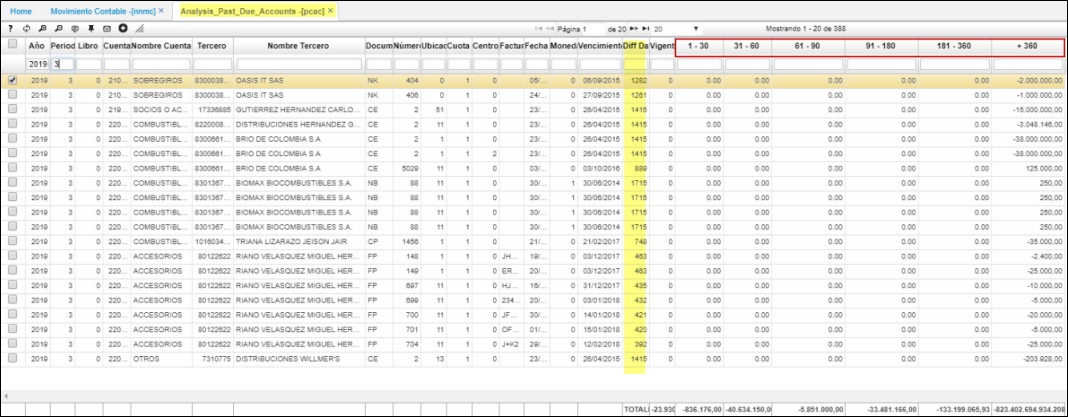 Home Movimiento Contable -[nnmc] × Analysis_Past_Due_Accounts -[pcac] ×
? Página 1 de 20 20 Mostrando 1 - 20 de 388
Año Period Libro Cuenta Nombre Cuenta Tercero Nombre Tercero Docum Númer Ubicac Cuota Centro Factur Fecha Moned Vencimiento Diff Da Vigent 1 - 30 31 - 60 61 - 90 91 - 180 181 - 360 + 360
2019 3
2019 3 0 210... SOBREGIROS 8300038... OASIS IT SAS NK 404 0 1 0 05/... 0 06/09/2015 1282 0 0.00 0.00 0.00 0.00 0.00 -2.000.000,00
2019 3 0 210... SOBREGIROS 8300038... OASIS IT SAS NK 406 0 1 0 24/... 0 27/09/2015 1261 0 0.00 0.00 0.00 0.00 0.00 -1.000.000,00
2019 3 0 219... SOCIOS O AC... 17336885 GUTIERREZ HERNANDEZ CARLO... CE 2 51 1 0 23/... 0 26/04/2015 1415 0 0.00 0.00 0.00 0.00 0.00 -15.000.000,00
2019 3 0 220... COMBUSTIBL... 8220008... DISTRIBUCIONES HERNANDEZ G... CE 2 11 1 0 23/... 0 26/04/2015 1415 0 0.00 0.00 0.00 0.00 0.00 -3.048.146,00
2019 3 0 220... COMBUSTIBL... 8300661... BRIO DE COLOMBIA S.A CE 2 1 1 0 23/... 0 26/04/2015 1415 0 0.00 0.00 0.00 0.00 0.00 -38.000.000,00
2019 3 0 220... COMBUSTIBL... 8300661... BRIO DE COLOMBIA S.A CE 2 1 2 0 23/... 0 26/04/2015 1415 0 0.00 0.00 0.00 0.00 0.00 -38.000.000,00
2019 3 0 220... COMBUSTIBL... 8300661... BRIO DE COLOMBIA S.A CE 5029 11 1 0 03/... 0 03/10/2016 889 0 0.00 0.00 0.00 0.00 0.00 125.000,00
2019 3 0 220... COMBUSTIBL... 8301367... BIOMAX BIOCOMBUSTIBLES S.A. NB 88 11 1 0 30/... 1 30/06/2014 1715 0 0.00 0.00 0.00 0.00 0.00 250,00
2019 3 0 220... COMBUSTIBL... 8301367... BIOMAX BIOCOMBUSTIBLES S.A. NB 88 11 1 0 30/... 1 30/06/2014 1715 0 0.00 0.00 0.00 0.00 0.00 250,00
2019 3 0 220... COMBUSTIBL... 8301367... BIOMAX BIOCOMBUSTIBLES S.A. NB 88 11 1 0 30/... 1 30/06/2014 1715 0 0.00 0.00 0.00 0.00 0.00 250,00
2019 3 0 220... COMBUSTIBL... 8301367... BIOMAX BIOCOMBUSTIBLES S.A. NB 88 11 1 0 30/... 1 30/06/2014 1715 0 0.00 0.00 0.00 0.00 0.00 250,00
2019 3 0 220... COMBUSTIBL... 1016034... TRIANA LIZARAZO JEISON JAIR CP 1456 1 1 0 21/... 0 21/02/2017 748 0 0.00 0.00 0.00 0.00 0.00 -35.000,00
2019 3 0 220... ACCESORIOS 80122622 RIANO VELASQUEZ MIGUEL HER... FP 148 1 1 0 JH... 19/... 0 03/12/2017 463 0 0.00 0.00 0.00 0.00 0.00 -2.400,00
2019 3 0 220... ACCESORIOS 80122622 RIANO VELASQUEZ MIGUEL HER... FP 149 1 1 0 ER... 20/... 0 03/12/2017 463 0 0.00 0.00 0.00 0.00 0.00 -25.000,00
2019 3 0 220... ACCESORIOS 80122622 RIANO VELASQUEZ MIGUEL HER... FP 697 11 1 0 HJ... 16/... 0 31/12/2017 435 0 0.00 0.00 0.00 0.00 0.00 -10.000,00
2019 3 0 220... ACCESORIOS 80122622 RIANO VELASQUEZ MIGUEL HER... FP 699 11 1 0 234... 20/... 0 03/01/2018 432 0 0.00 0.00 0.00 0.00 0.00 -5.000,00
2019 3 0 220... ACCESORIOS 80122622 RIANO VELASQUEZ MIGUEL HER... FP 700 11 1 0 JF... 30/... 0 14/01/2018 421 0 0.00 0.00 0.00 0.00 0.00 -20.000,00
2019 3 0 220... ACCESORIOS 80122622 RIANO VELASQUEZ MIGUEL HER... FP 701 11 1 0 OF... 01/... 0 15/01/2018 420 0 0.00 0.00 0.00 0.00 0.00 -5.000,00
2019 3 0 220... ACCESORIOS 80122622 RIANO VELASQUEZ MIGUEL HER... FP 704 11 1 0 J+K2 29/... 0 12/02/2018 392 0 0.00 0.00 0.00 0.00 0.00 -25.000,00
2019 3 0 220... OTROS 7310775 DISTRIBUCIONES WILLMER'S CE 2 13 1 0 23/... 0 26/04/2015 1415 0 0.00 0.00 0.00 0.00 0.00 -203.928,00
TOTAL -23.930 -836.176,00 -40.634.150,0 -5.851.000,00 -33.481.166,00 -133.199.065,93 -823.402.694.934.208